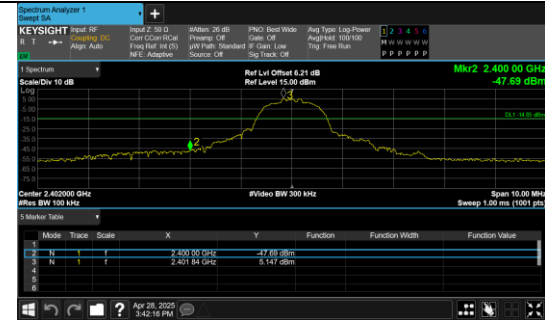 Spectrum Analyzer 1
Swept SA
KEYSIGHT Input: RF Input Z: 50 Ω #Atten: 26 dB PNO: Best Wide Avg Type: Log-Power 1 2 3 4 5 6
R T Coupling: DC Corr CCorr RCal Preamp: Off Gate: Off Avg|Hold: 100/100 M W W W W W
Align: Auto Freq Ref: Int (S) µW Path: Standard IF Gain: Low Trig: Free Run
NFE: Adaptive Source: Off Sig Track: Off P P P P P P
1 Spectrum Ref Lvl Offset 6.21 dB Mkr2 2.400 00 GHz
Scale/Div 10 dB Ref Level 15.00 dBm -47.69 dBm
Log
5.00
-5.00
-15.0 DL1 -14.85 dBm
-25.0
-35.0
-45.0
-55.0
-65.0
-75.0
2
3
Center 2.402000 GHz #Video BW 300 kHz Span 10.00 MHz
#Res BW 100 kHz Sweep 1.00 ms (1001 pts)
5 Marker Table
Mode Trace Scale X Y Function Function Width Function Value
1
2 N 1 f 2.400 00 GHz -47.69 dBm
3 N 1 f 2.401 84 GHz 5.147 dBm
4
5
6
? Apr 28, 2025
3:42:16 PM